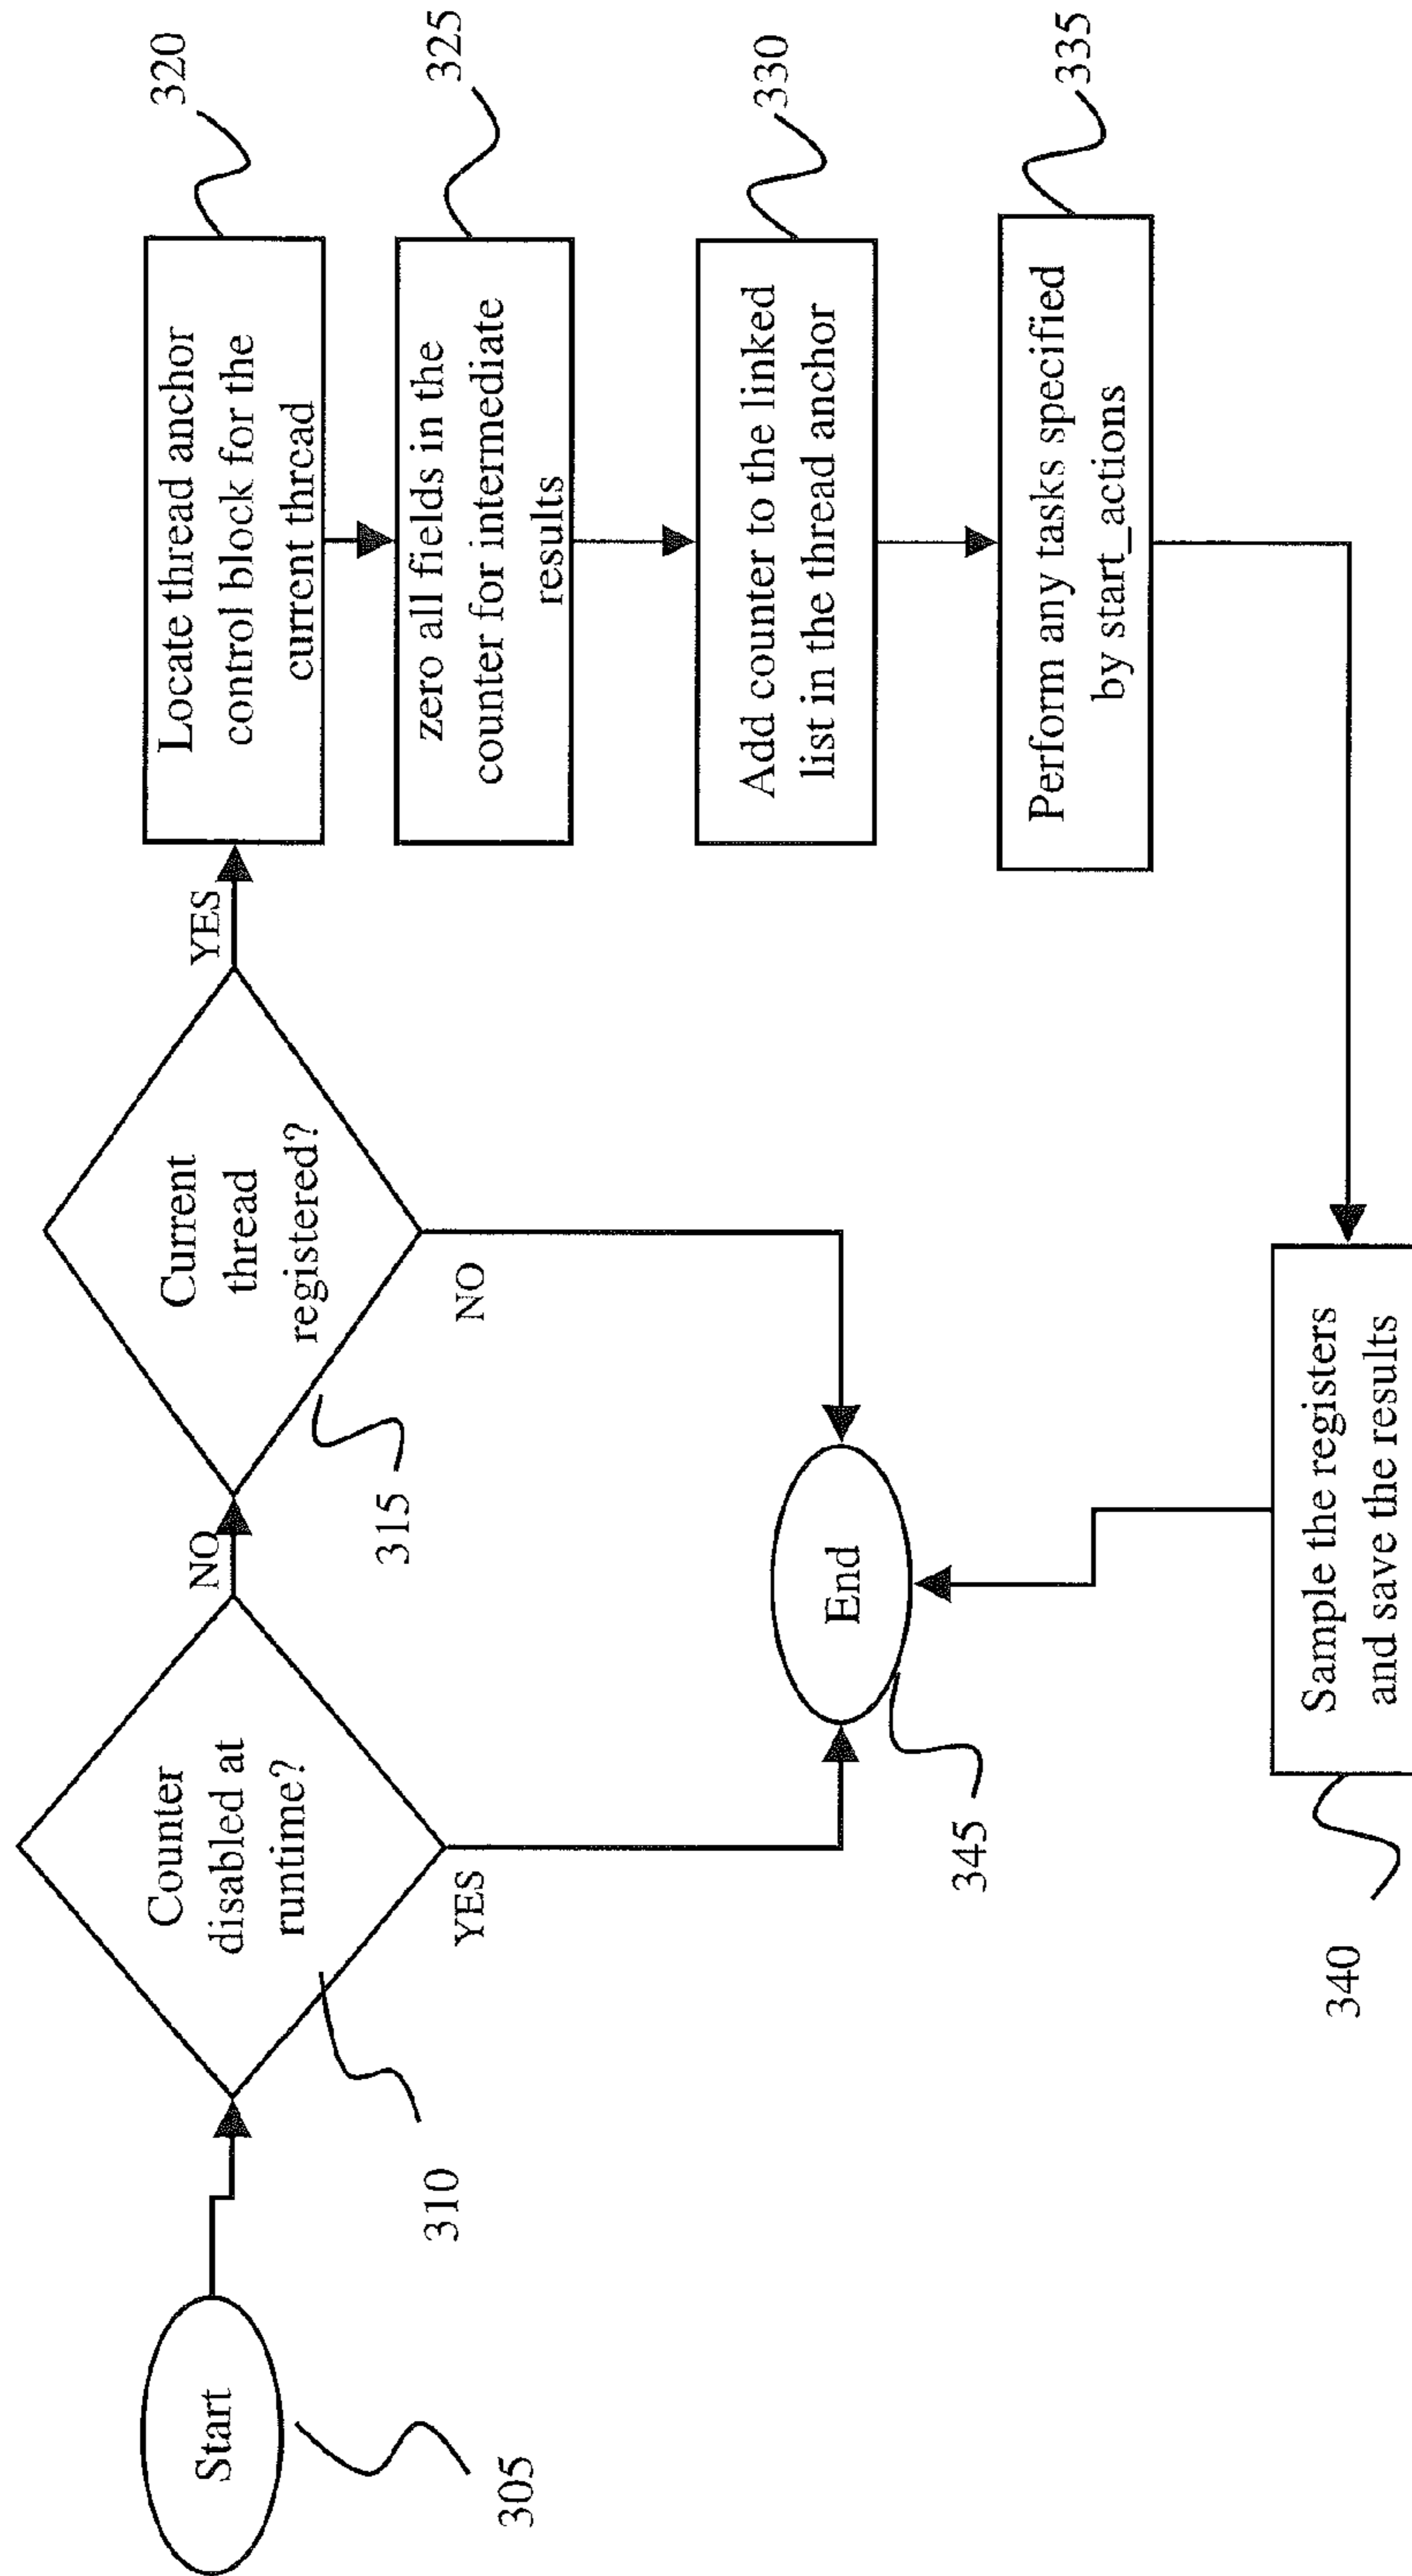 Start
305
Counter
disabled at
runtime?
310
NO
YES
Current
thread
registered?
315
YES
NO
Locate thread anchor
control block for the
current thread
320
zero all fields in the
counter for intermediate
results
325
Add counter to the linked
list in the thread anchor
330
Perform any tasks specified
by start_actions
335
Sample the registers
and save the results
340
End
345